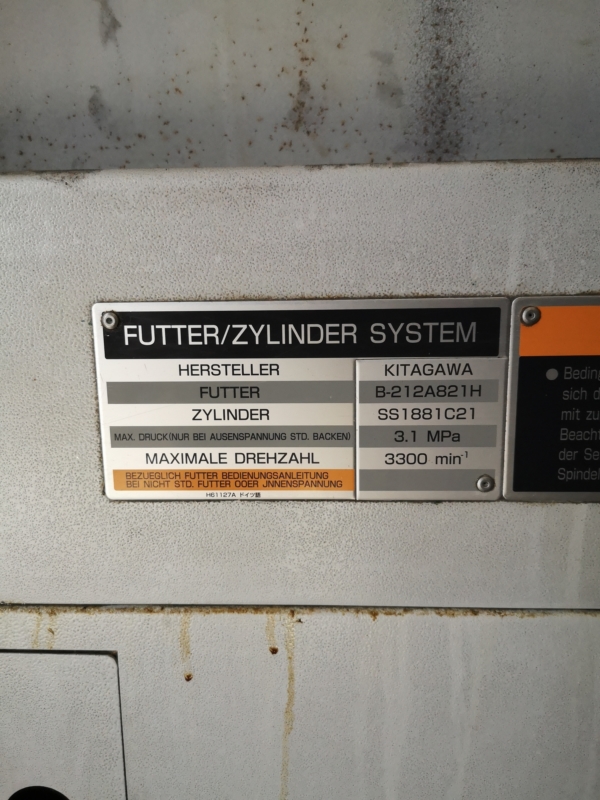 FUTTER/ZYLINDER SYSTEM
HERSTELLER KITAGAWA
FUTTER B-212A821H
ZYLINDER SS1881C21
MAX. DRUCK(NUR BEI AUSENSPANNUNG STD. BACKEN) 3.1 MPa
MAXIMALE DREHZAHL 3300 min-1
BEZUEGLICH FUTTER BEDIENUNGSANLEITUNG
BEI NICHT STD. FUTTER ODER JNNENSPANNUNG
H61127A ドイツ語
● Beding
sich d
mit zu
Beacht
der Se
Spindel